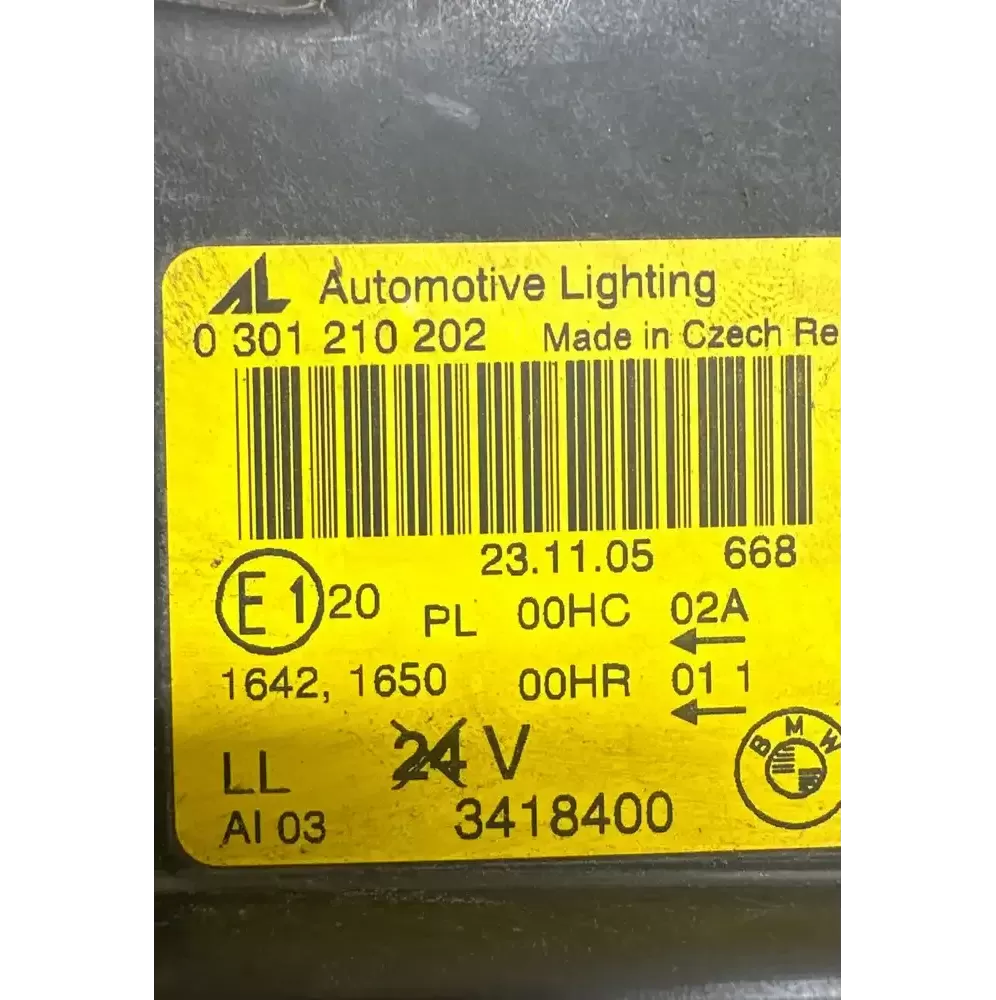 AL Automotive Lighting
0 301 210 202 Made in Czech Re
23.11.05 668
E1 20 PL 00HC 02A
1642, 1650 00HR 01 1
LL 24 V
AI 03 3418400
BMW